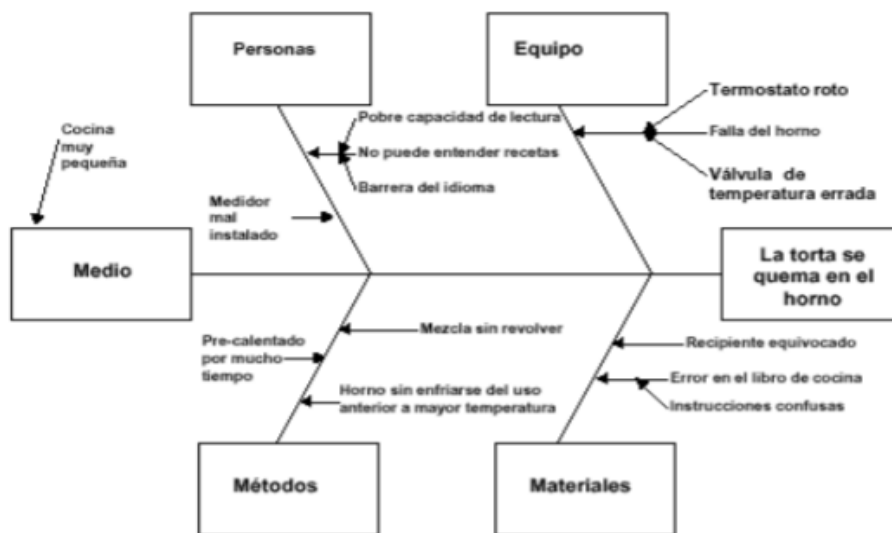 Personas
Equipo
Cocina
muy
pequeña
Pobre capacidad de lectura
No puede entender recetas
Barrera del idioma
Termostato roto
Falla del horno
Válvula de
temperatura errada
Medidor
mal
instalado
Medio
La torta se
quema en el
horno
Pre-calentado
por mucho
tiempo
Mezcla sin revolver
Horno sin enfriarse del uso
anterior a mayor temperatura
Recipiente equivocado
Error en el libro de cocina
Instrucciones confusas
Métodos
Materiales